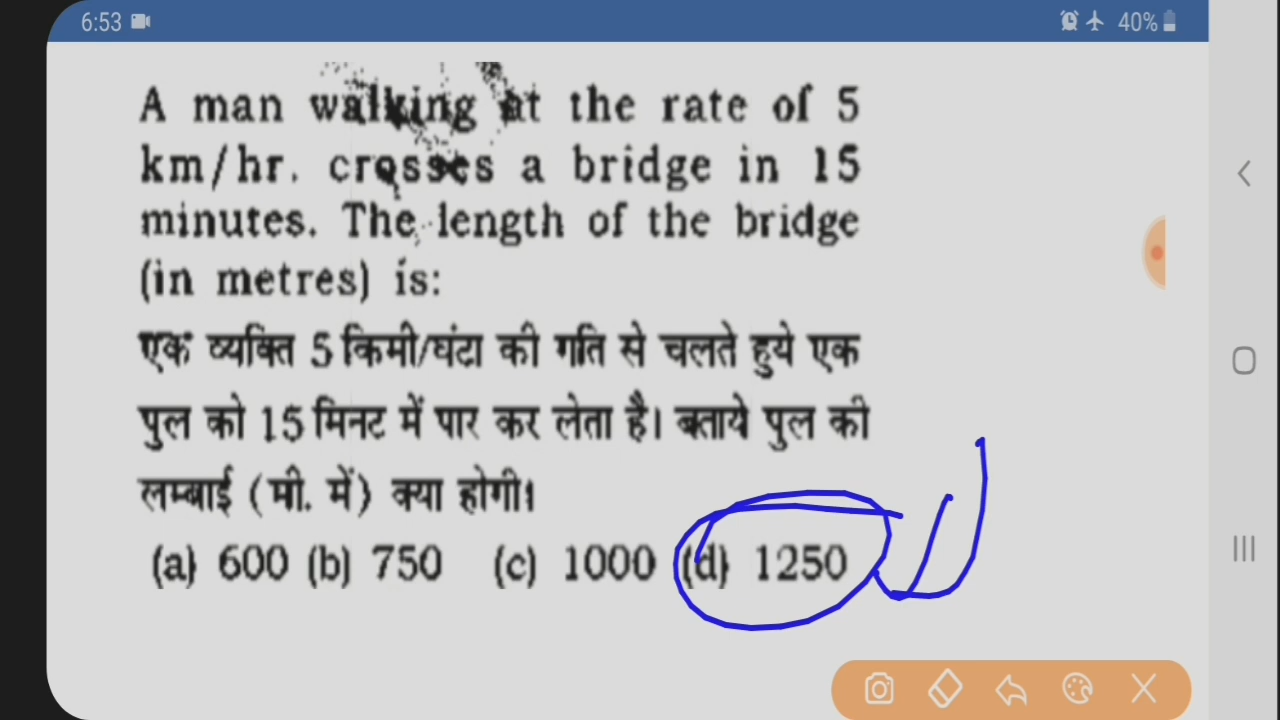 6:53
40%
A man walking at the rate of 5
km/hr. crosses a bridge in 15
minutes. The length of the bridge
(in metres) is:
एक व्यक्ति 5 किमी/घंटा की गति से चलते हुये एक
पुल को 15 मिनट में पार कर लेता है। बताये पुल की
लम्बाई (मी. में) क्या होगी।
(a) 600 (b) 750 (c) 1000 (d) 1250